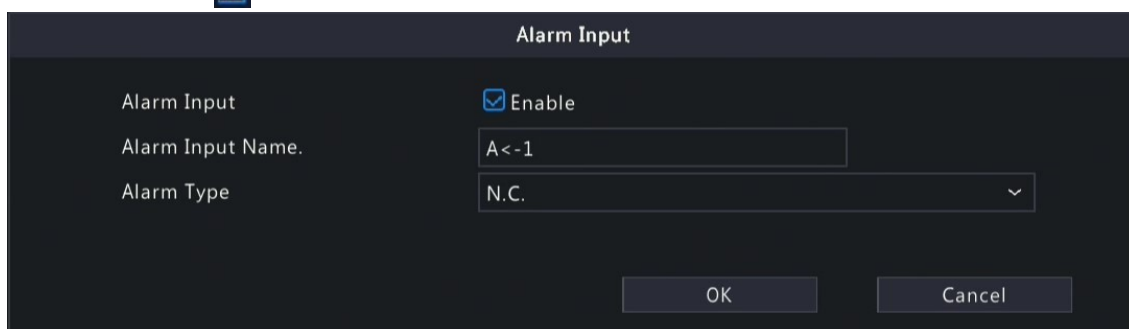 Alarm Input
Alarm Input Enable
Alarm Input Name. A<-1
Alarm Type N.C.
OK Cancel